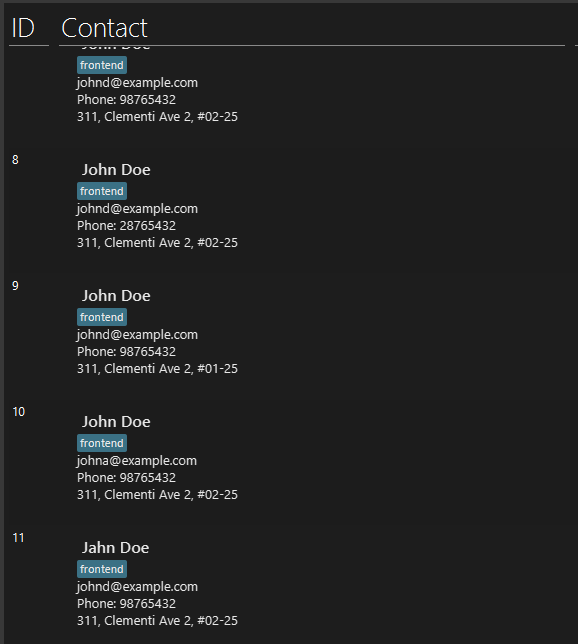 ID Contact
John Doe
frontend
johnd@example.com
Phone: 98765432
311, Clementi Ave 2, #02-25
8
John Doe
frontend
johnd@example.com
Phone: 28765432
311, Clementi Ave 2, #02-25
9
John Doe
frontend
johnd@example.com
Phone: 98765432
311, Clementi Ave 2, #01-25
10
John Doe
frontend
johna@example.com
Phone: 98765432
311, Clementi Ave 2, #02-25
11
Jahn Doe
frontend
johnd@example.com
Phone: 98765432
311, Clementi Ave 2, #02-25